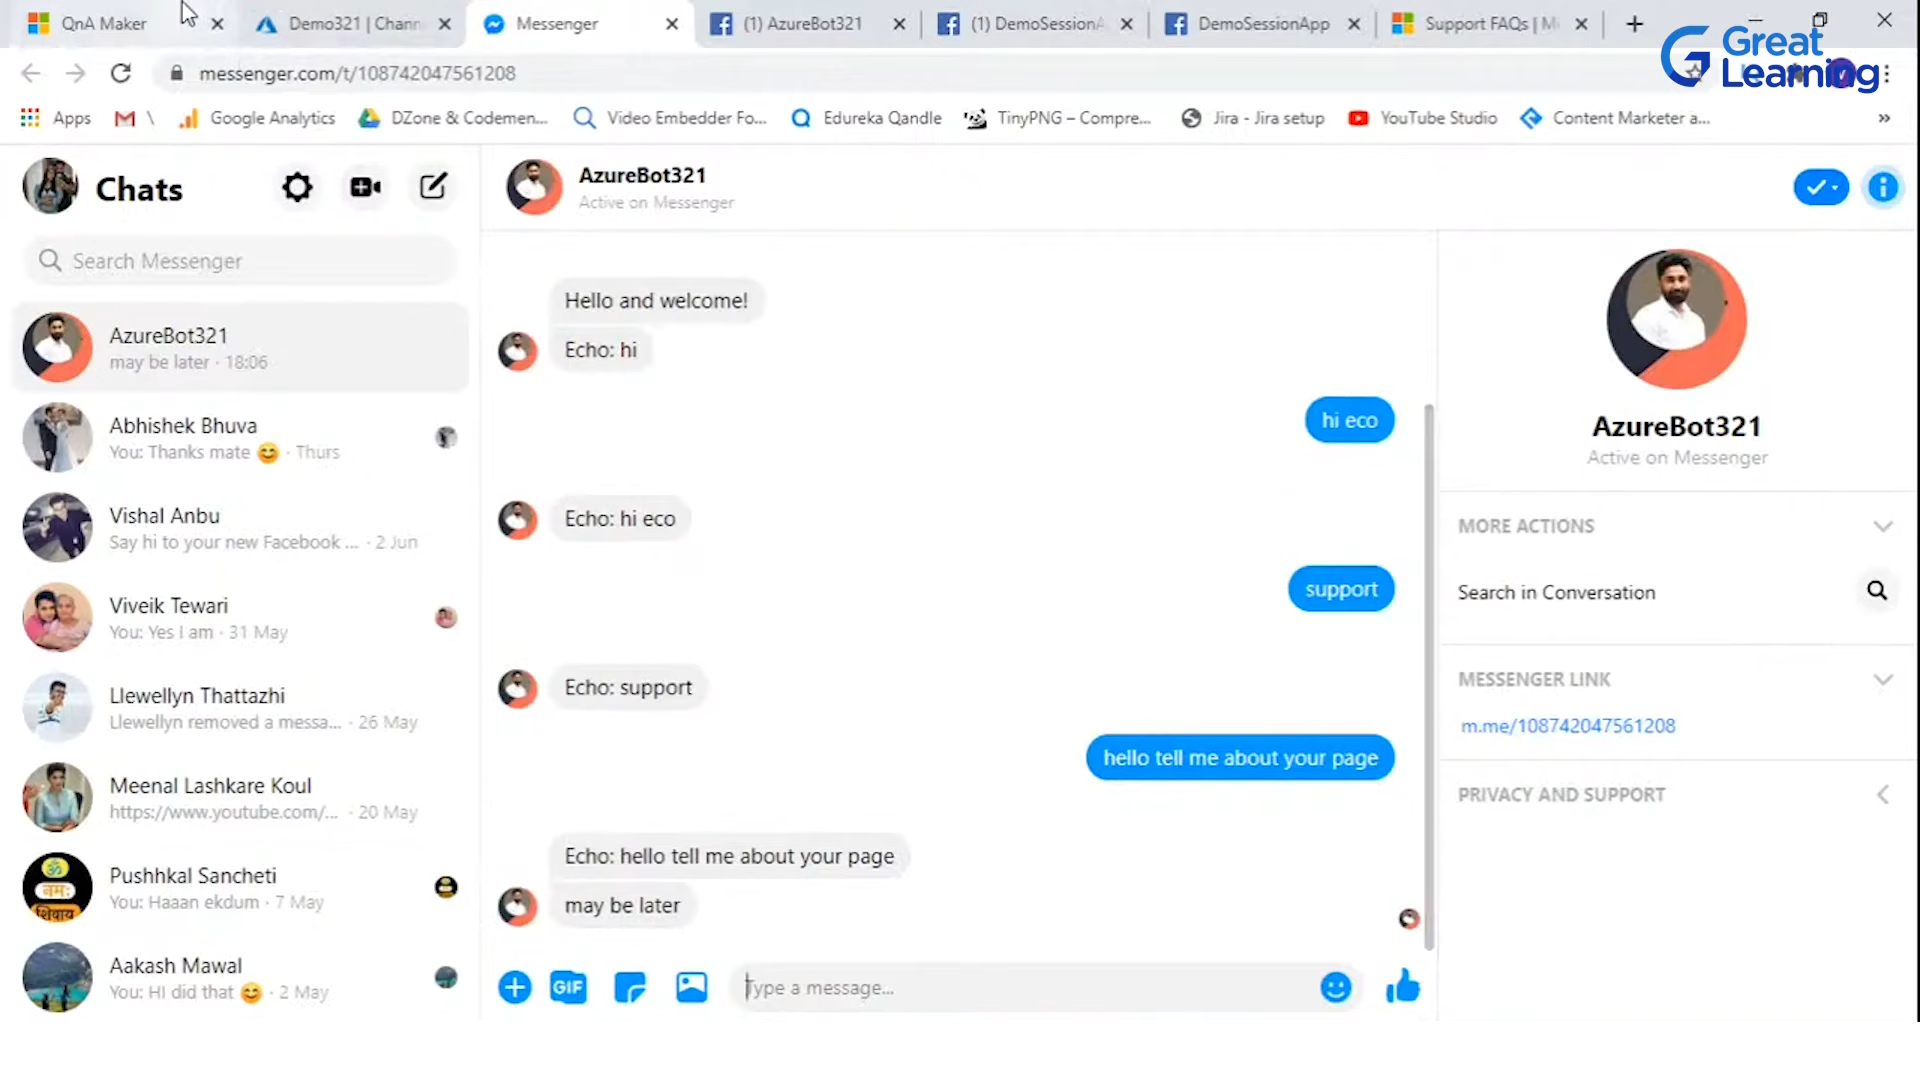 QnA Maker
Demo321 | Chann
Messenger
(1) AzureBot321
(1) DemoSessionA
DemoSessionApp
Support FAQs | M
Great
Learning
messenger.com/t/108742047561208
Apps
Google Analytics
DZone & Codemen...
Video Embedder Fo...
Edureka Qandle
TinyPNG – Compre...
Jira - Jira setup
YouTube Studio
Content Marketer a...
»
Chats
Search Messenger
AzureBot321
may be later · 18:06
Abhishek Bhuva
You: Thanks mate 😊 · Thurs
Vishal Anbu
Say hi to your new Facebook ... · 2 Jun
Viveik Tewari
You: Yes I am · 31 May
Llewellyn Thattazhi
Llewellyn removed a messa... · 26 May
Meenal Lashkare Koul
https://www.youtube.com/... · 20 May
ॐ
नमः
शिवाय
Pushhkal Sancheti
You: Haaan ekdum · 7 May
Aakash Mawal
You: HI did that 😊 · 2 May
AzureBot321
Active on Messenger
Hello and welcome!
Echo: hi
hi eco
Echo: hi eco
support
Echo: support
hello tell me about your page
Echo: hello tell me about your page
may be later
GIF
Type a message...
AzureBot321
Active on Messenger
MORE ACTIONS
Search in Conversation
MESSENGER LINK
m.me/108742047561208
PRIVACY AND SUPPORT